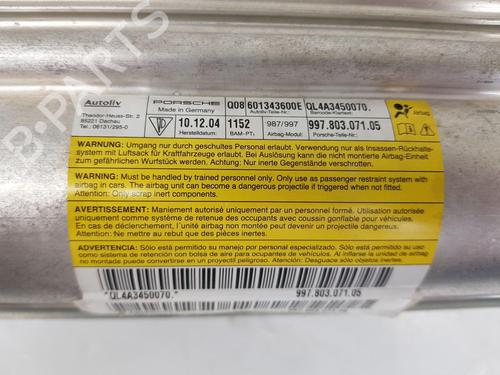 Autoliv
Theodor-Heuss-Str. 2
85221 Dachau
Tel.: 08131/295-0
PORSCHE
Made in Germany
Q08 601343600E
Autoliv-Teile-Nr.:
QL4A3450070.
Barcode-Klartext:
10.12.04
Herstelldatum:
1152
BAM-PT₁
987/997
Airbag-Modul:
997.803.071.05
Porsche-Teile-Nr.:
Airbag
WARNUNG: Umgang nur durch geschultes Personal erlaubt. Verwendung nur als Insassen-Rückhalte-
system mit Luftsack für Kraftfahrzeuge erlaubt. Bei Auslösung kann die nicht montierte Airbag-Einheit
zum gefährlichen Wurfstück werden. Achtung: Nur inerte Gegenstände verschrotten.
WARNING: Must be handled by trained personnel only. Only use as passenger restraint system with
airbag in cars. The airbag unit can become a dangerous projectile if triggered when not fitted.
Attention: Only scrap inert components.
AVERTISSEMENT: Maniement autorisé uniquement par un personnel formé. Utilisation autorisée
uniquement comme système de retenue des occupants avec coussin gonflable pour véhicules.
En cas de déclenchement, l´unité airbag non montée peut devenir un projectile dangereux.
Attention: Ne mettre au rebut que des objets inertes.
ADVERTENCIA: Sólo está permitido su manejo por personal especializado. Sólo está permitido su uso
como sistema de retención con bolsa de aire para ocupantes de vehículos. Al inflarse la unidad de airbag
no montada puede convertirse en un proyectil peligroso. Atención: Desguace sólo objetos inertes.
*QL4A3450070.*
997.803.071.05
B-PARTS